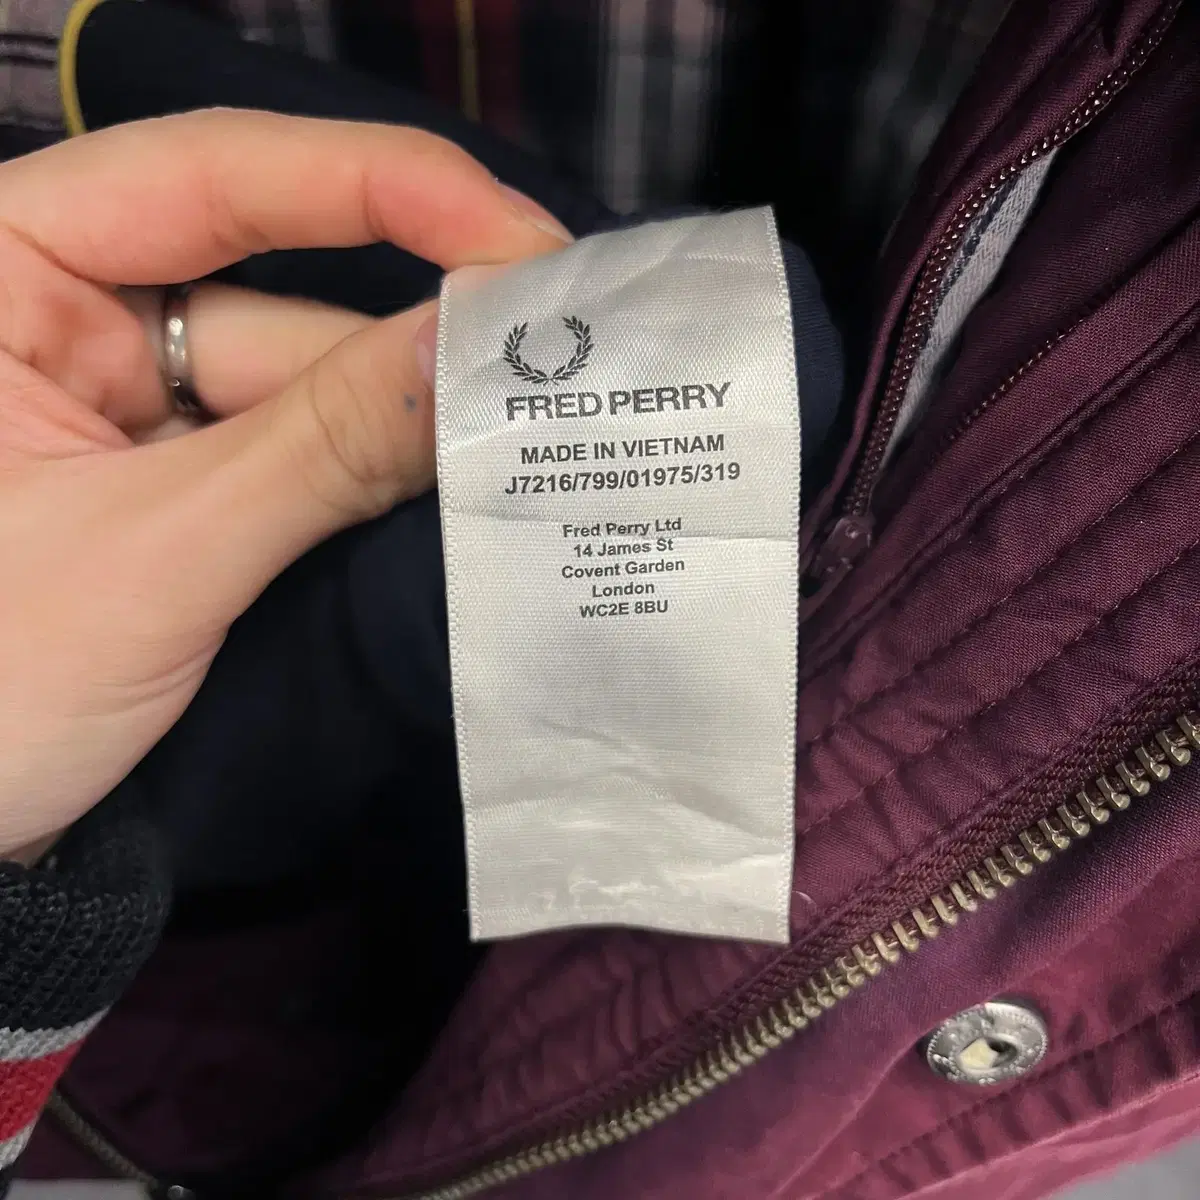 FRED PERRY
MADE IN VIETNAM
J7216/799/01975/319
Fred Perry Ltd
14 James St
Covent Garden
London
WC2E 8BU